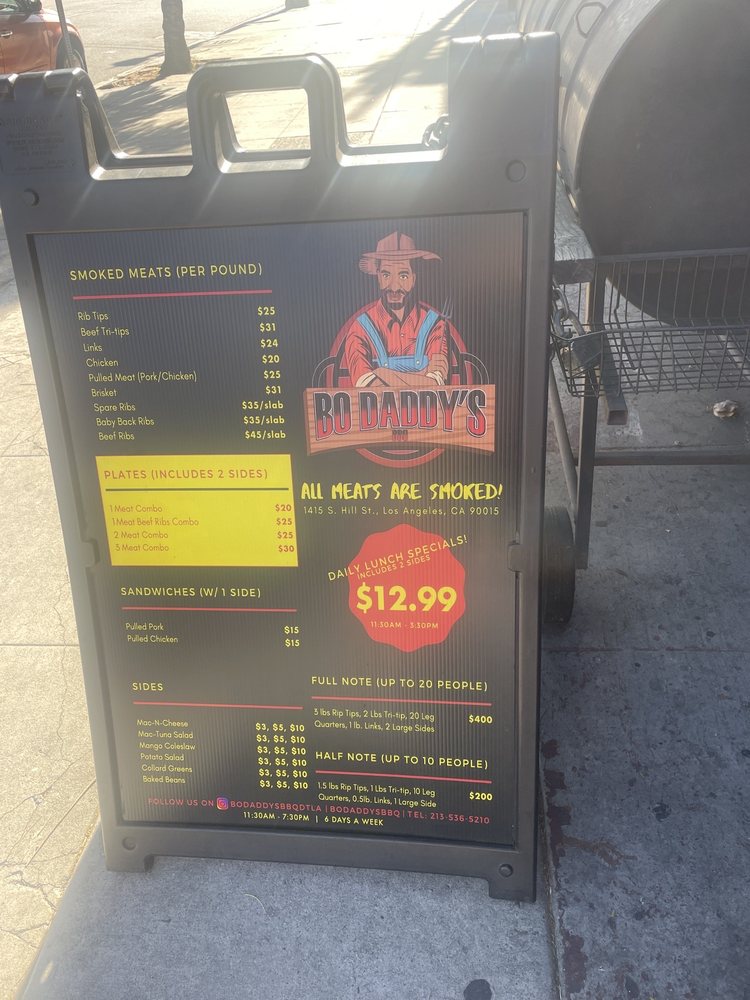 SMOKED MEATS (PER POUND)
Rib Tips $25
Beef Tri-tips $31
Links $24
Chicken $20
Pulled Meat (Pork/Chicken) $25
Brisket $31
Spare Ribs $35/slab
Baby Back Ribs $35/slab
Beef Ribs $45/slab
BO DADDY'S
BBQ
ALL MEATS ARE SMOKED!
1415 S. Hill St., Los Angeles, CA 90015
PLATES (INCLUDES 2 SIDES)
1 Meat Combo $20
1 Meat Beef Ribs Combo $25
2 Meat Combo $25
3 Meat Combo $30
DAILY LUNCH SPECIALS!
INCLUDES 2 SIDES
$12.99
11:30AM - 3:30PM
SANDWICHES (W/ 1 SIDE)
Pulled Pork $15
Pulled Chicken $15
SIDES
Mac-N-Cheese $3, $5, $10
Mac-Tuna Salad $3, $5, $10
Mango Coleslaw $3, $5, $10
Potato Salad $3, $5, $10
Collard Greens $3, $5, $10
Baked Beans $3, $5, $10
FULL NOTE (UP TO 20 PEOPLE)
3 lbs Rip Tips, 2 Lbs Tri-tip, 20 Leg $400
Quarters, 1 lb. Links, 2 Large Sides
HALF NOTE (UP TO 10 PEOPLE)
1.5 lbs Rip Tips, 1 Lbs Tri-tip, 10 Leg $200
Quarters, 0.5lb. Links, 1 Large Side
FOLLOW US ON BODADDYSBBQDTLA | BODADDYSBBQ | TEL: 213-536-5210
11:30AM - 7:30PM | 6 DAYS A WEEK